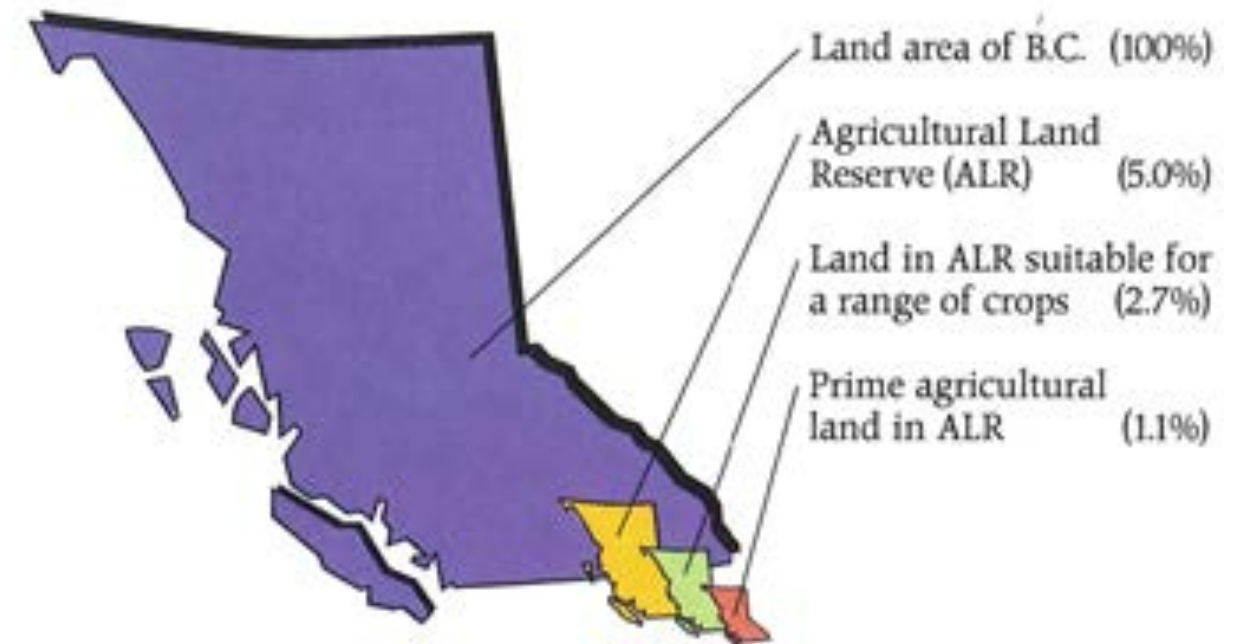 Land area of B.C. (100%)
Agricultural Land
Reserve (ALR) (5.0%)
Land in ALR suitable for
a range of crops (2.7%)
Prime agricultural
land in ALR (1.1%)